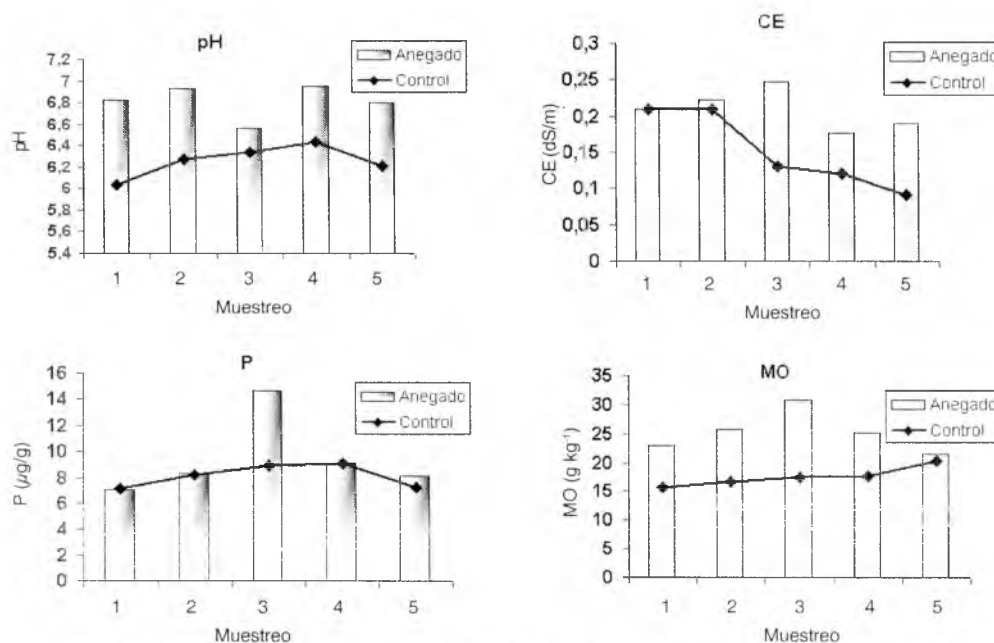 pH
Anegado
Control
7,2
7
6,8
6,6
6,4
6,2
6
5,8
5,6
5,4
pH
1 2 3 4 5
Muestreo
CE
Anegado
Control
0,3
0,25
0,2
0,15
0,1
0,05
0
CE (dS/m)
1 2 3 4 5
Muestreo
P
Anegado
Control
16
14
12
10
8
6
4
2
0
P (µg/g)
1 2 3 4 5
Muestreo
MO
Anegado
Control
35
30
25
20
15
10
5
0
MO (g kg⁻¹)
1 2 3 4 5
Muestreo